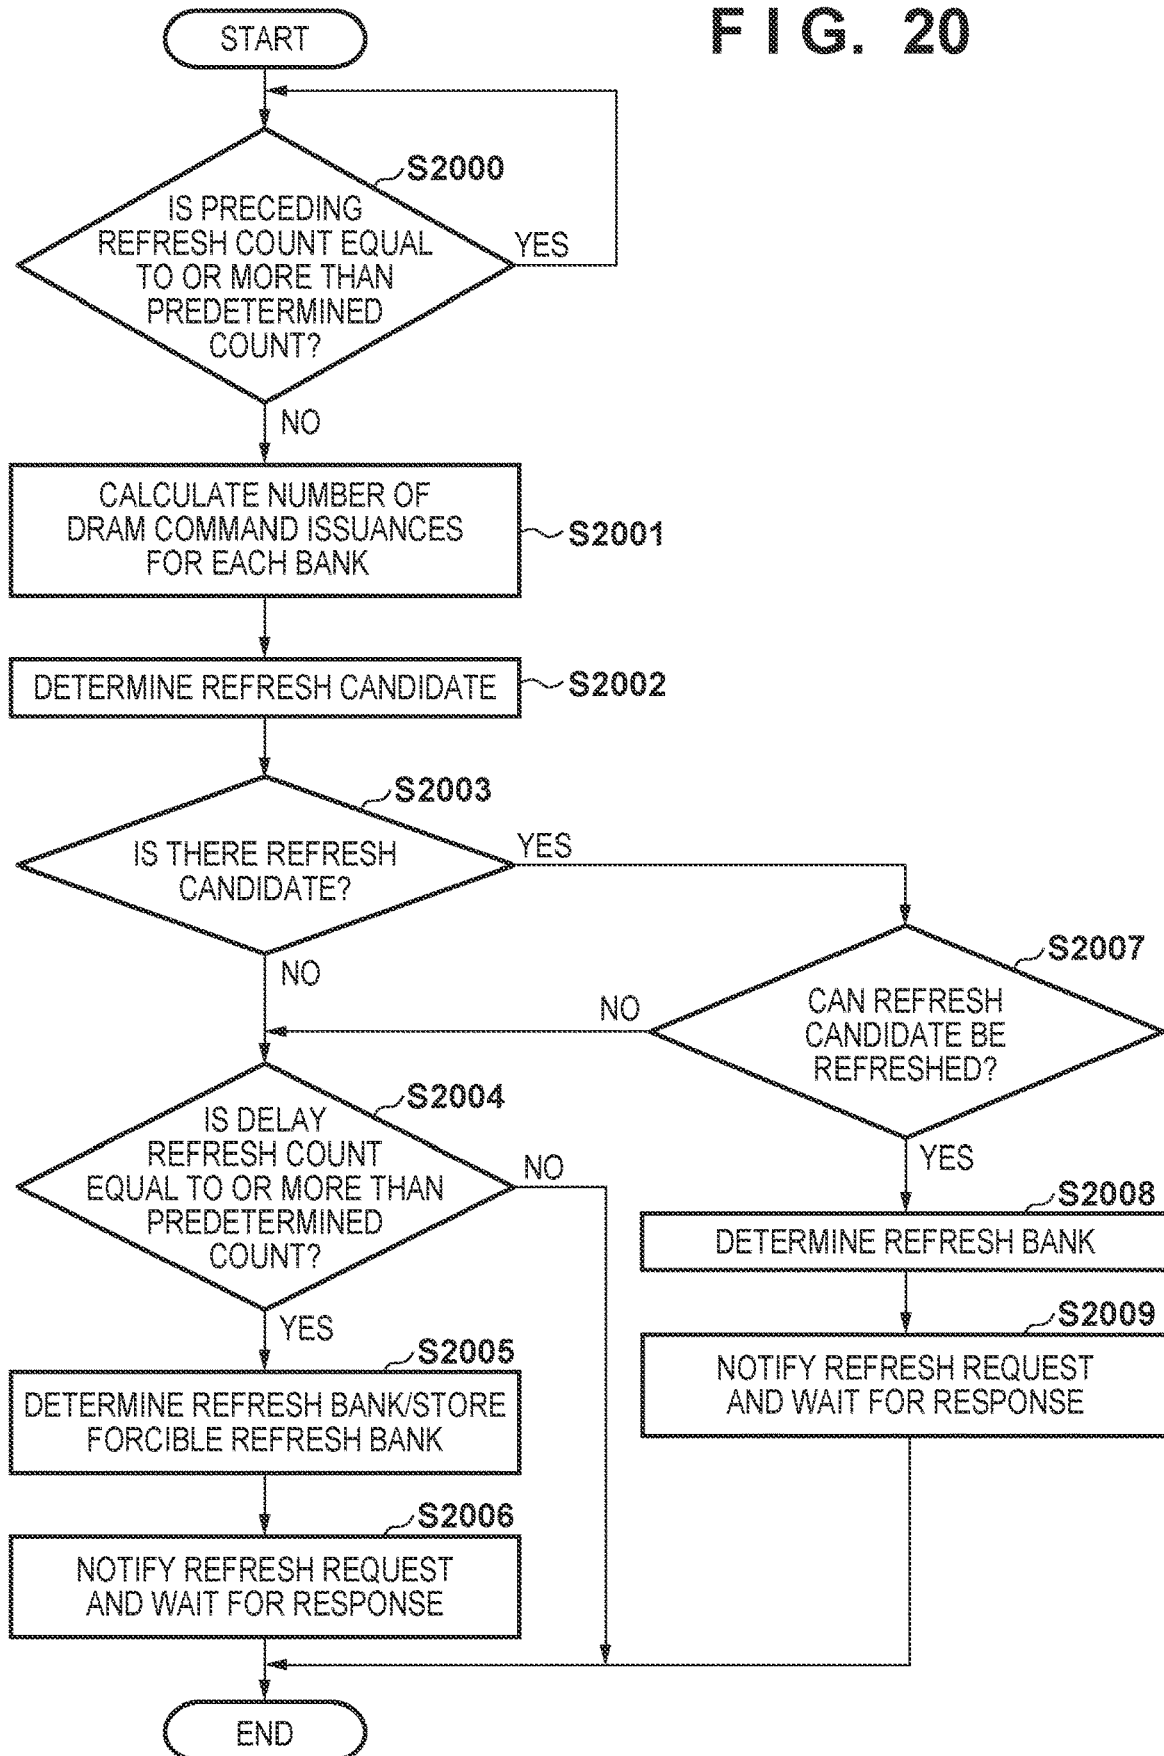 FIG. 20
START
S2000
IS PRECEDING
REFRESH COUNT EQUAL
TO OR MORE THAN
PREDETERMINED
COUNT?
YES
NO
CALCULATE NUMBER OF
DRAM COMMAND ISSUANCES
FOR EACH BANK
S2001
DETERMINE REFRESH CANDIDATE
S2002
S2003
IS THERE REFRESH
CANDIDATE?
YES
NO
S2007
CAN REFRESH
CANDIDATE BE
REFRESHED?
NO
YES
S2004
IS DELAY
REFRESH COUNT
EQUAL TO OR MORE THAN
PREDETERMINED
COUNT?
NO
YES
S2008
DETERMINE REFRESH BANK
S2009
NOTIFY REFRESH REQUEST
AND WAIT FOR RESPONSE
S2005
DETERMINE REFRESH BANK/STORE
FORCIBLE REFRESH BANK
S2006
NOTIFY REFRESH REQUEST
AND WAIT FOR RESPONSE
END